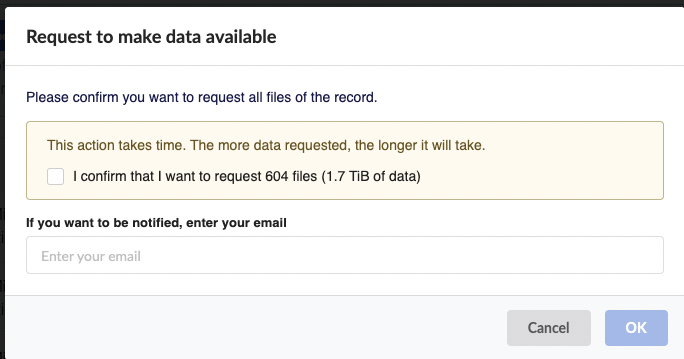 Request to make data available
Please confirm you want to request all files of the record.
This action takes time. The more data requested, the longer it will take.
I confirm that I want to request 604 files (1.7 TiB of data)
If you want to be notified, enter your email
Enter your email
Cancel
OK